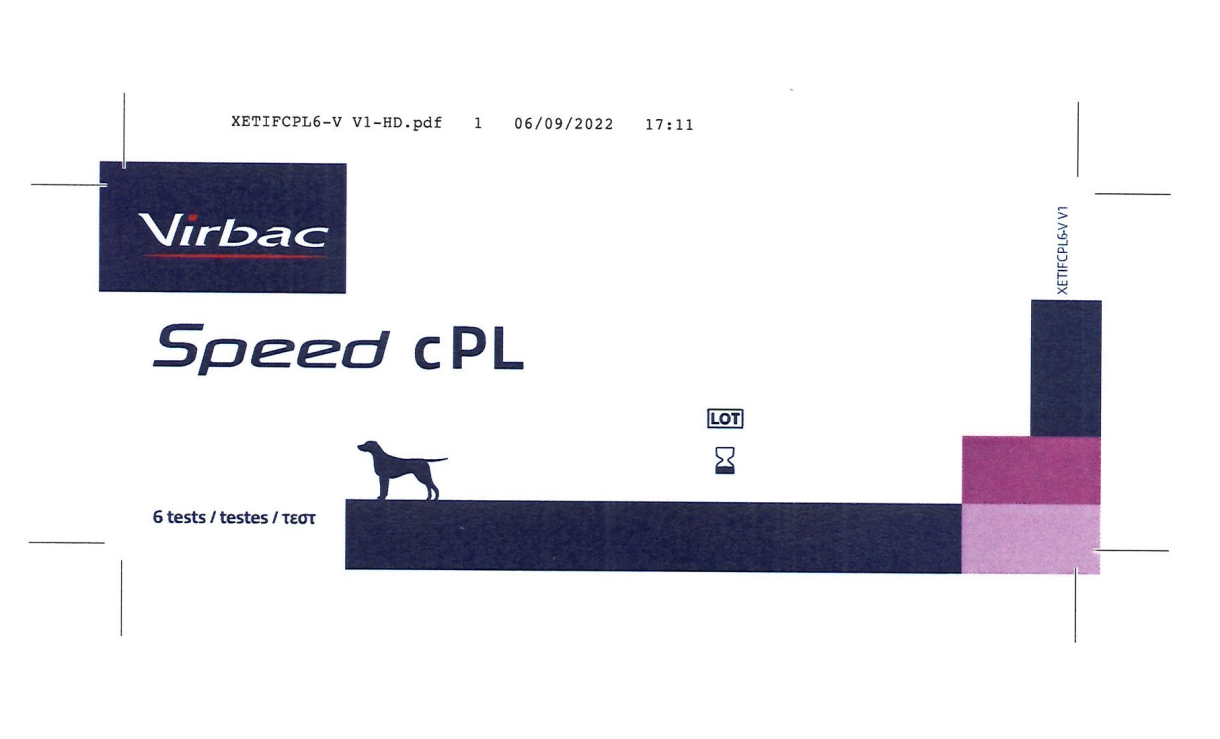 XETIFCPL6-V V1-HD.pdf 1 06/09/2022 17:11
Virbac
XETIFCPL6-V V1
Speed cPL
LOT
6 tests / testes / τεστ